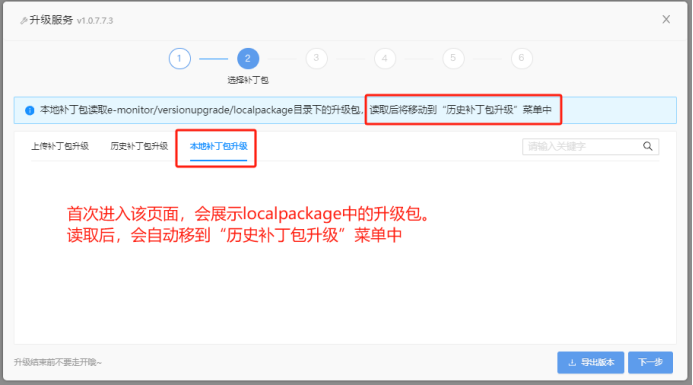 升级服务 v1.0.7.7.3
1 2 3 4 5 6
选择补丁包
本地补丁包读取e-monitor/versionupgrade/localpackage目录下的升级包，读取后将移动到“历史补丁包升级”菜单中
上传补丁包升级 历史补丁包升级 本地补丁包升级 请输入关键字
首次进入该页面，会展示localpackage中的升级包。
读取后，会自动移到“历史补丁包升级”菜单中
升级结束前不要走开哦~ 导出版本 下一步